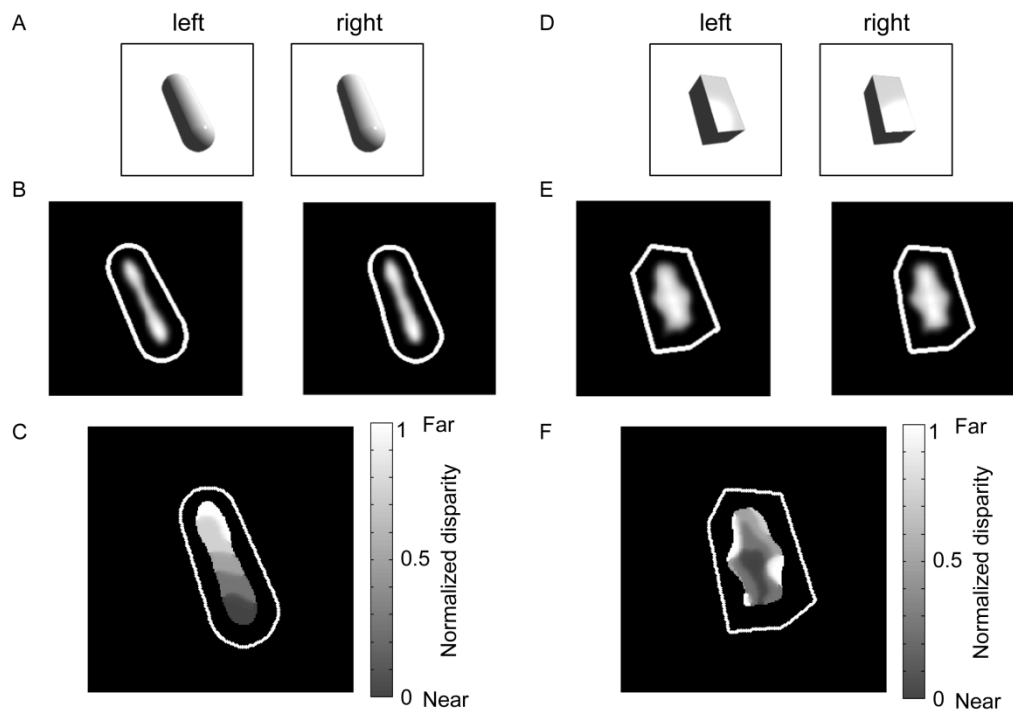 A
left
right
B
C
1
Far
0.5
Normalized disparity
0
Near
D
left
right
E
F
1
Far
0.5
Normalized disparity
0
Near